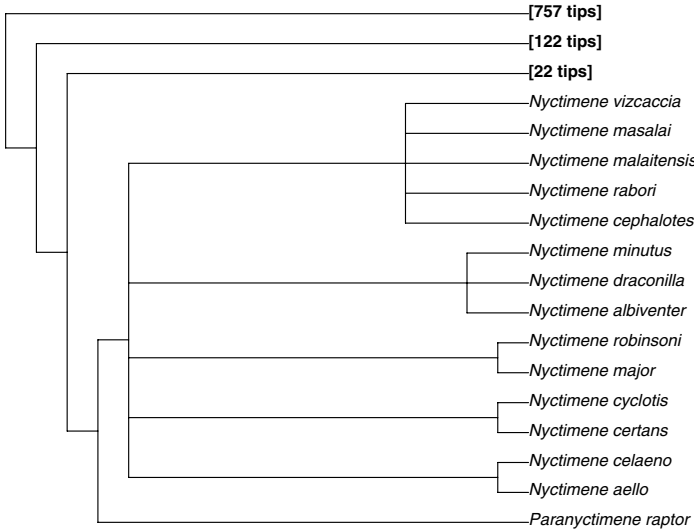 [757 tips]
[122 tips]
[22 tips]
Nyctimene vizcaccia
Nyctimene masalai
Nyctimene malaitensis
Nyctimene rabori
Nyctimene cephalotes
Nyctimene minutus
Nyctimene draconilla
Nyctimene albiventer
Nyctimene robinsoni
Nyctimene major
Nyctimene cyclotis
Nyctimene certans
Nyctimene celaeno
Nyctimene aello
Paranyctimene raptor